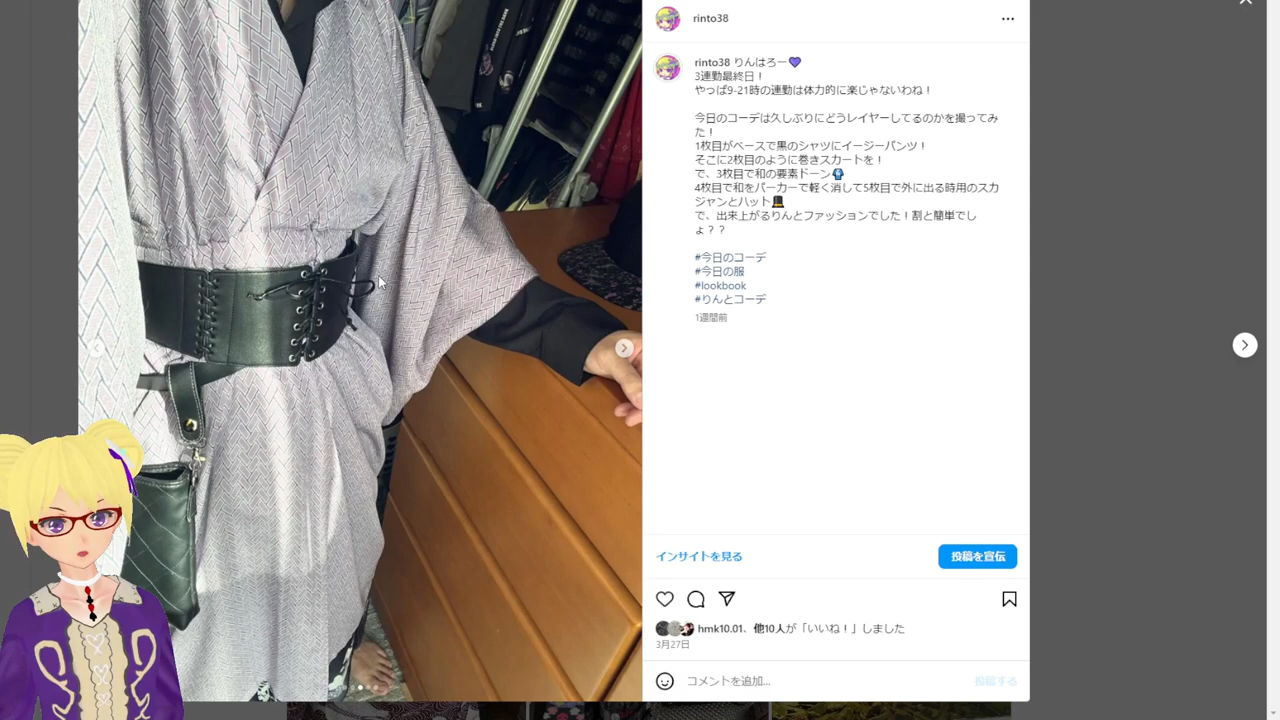 rinto38
rinto38 りんはろー💜
3連勤最終日！
やっぱ9-21時の連勤は体力的に楽じゃないわね！
今日のコーデは久しぶりにどうレイヤーしてるのかを撮ってみ
た！
1枚目がベースで黒のシャツにイージーパンツ！
そこに2枚目のように巻きスカートを！
で、3枚目で和の要素ドーン👘
4枚目で和をパーカーで軽く消して5枚目で外に出る時用のスカ
ジャンとハット🎩
で、出来上がるりんとファッションでした！割と簡単でし
ょ？？
#今日のコーデ
#今日の服
#lookbook
#りんとコーデ
1週間前
インサイトを見る
投稿を宣伝
hmk10.01、他10人が「いいね！」しました
3月27日
コメントを追加...
投稿する